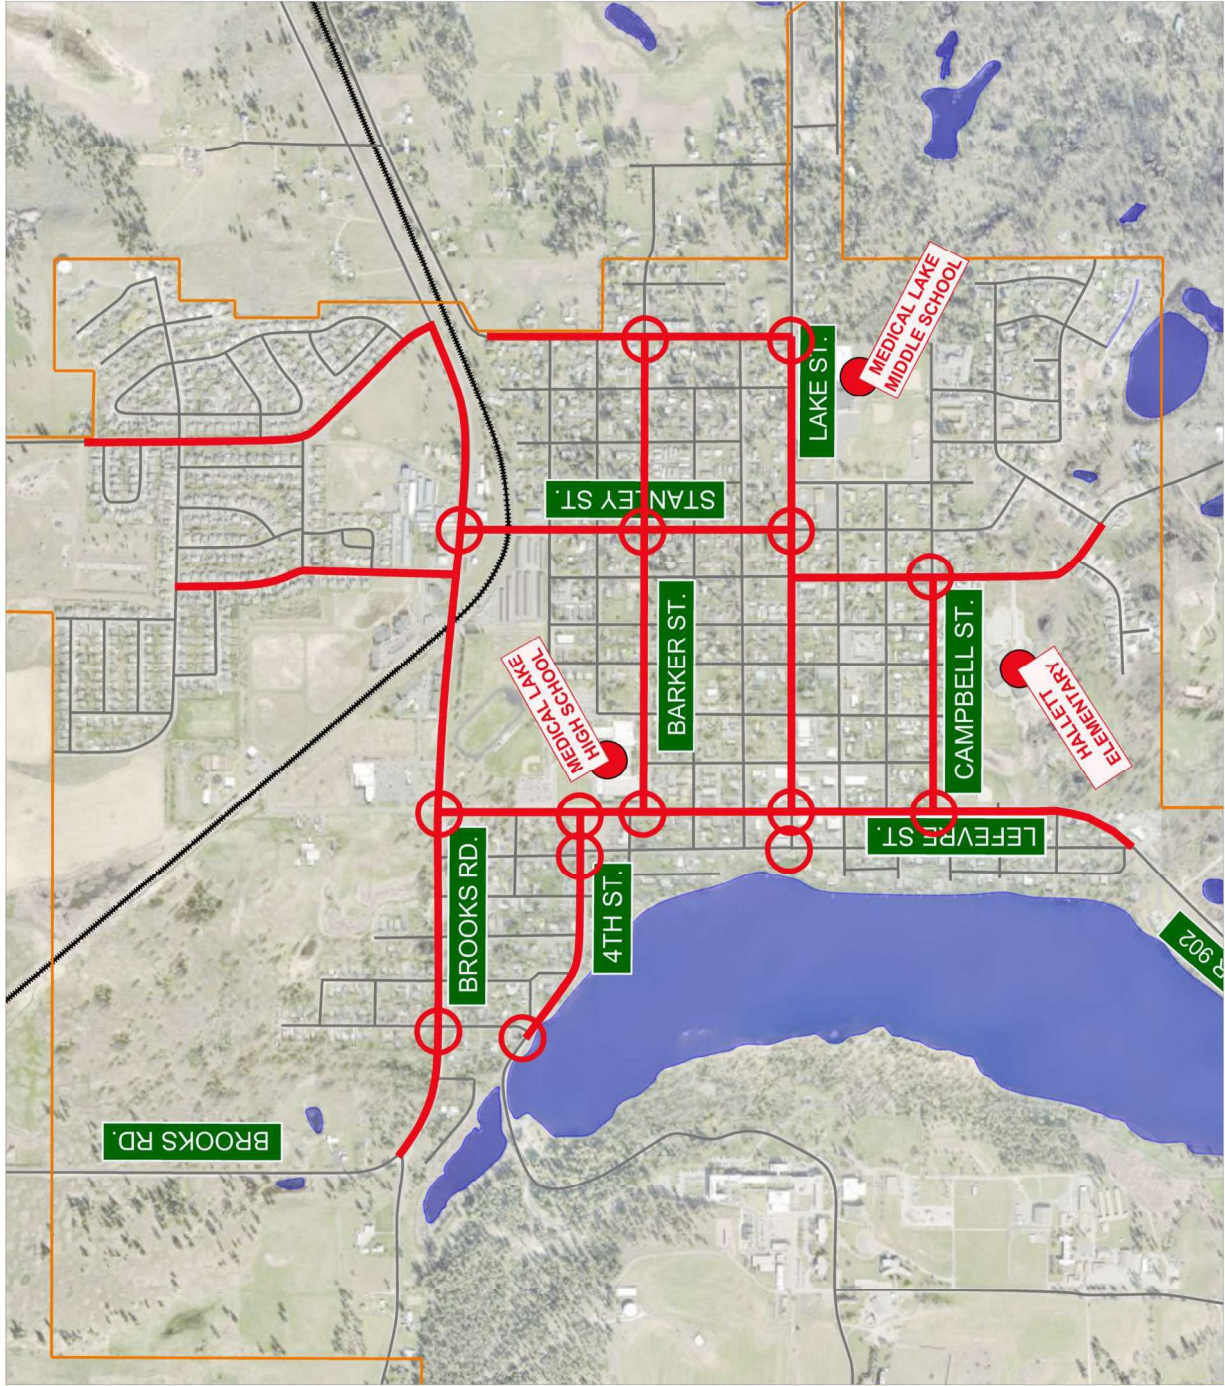 MEDICAL LAKE
MIDDLE SCHOOL
LAKE ST.
STANLEY ST.
BARKER ST.
MEDICAL LAKE
HIGH SCHOOL
CAMPBELL ST.
HALLETT
ELEMENTARY
LEFEVRE ST.
BROOKS RD.
4TH ST.
R 902
BROOKS RD.